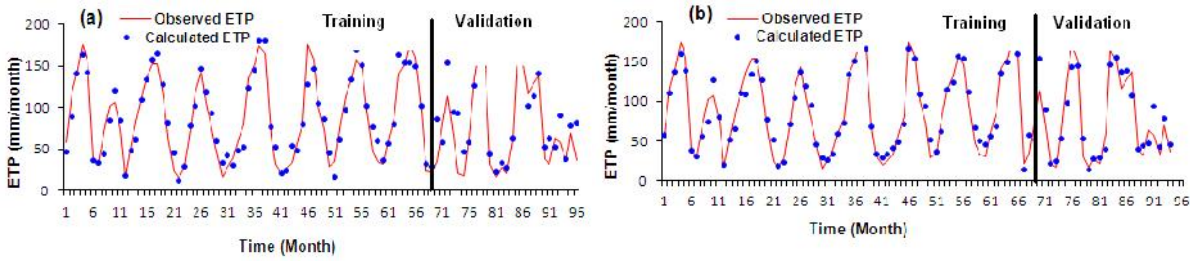 (a)
Observed ETP
Calculated ETP
Training
Validation
ETP (mm/month)
200
150
100
50
0
1 6 11 16 21 26 31 36 41 46 51 56 61 66 71 76 81 86 91 95
Time (Month)
(b)
Observed ETP
Calculated ETP
Training
Validation
ETP (mm/month)
200
150
100
50
0
1 6 11 16 21 26 31 36 41 46 51 56 61 66 71 76 81 86 91 96
Time (Month)